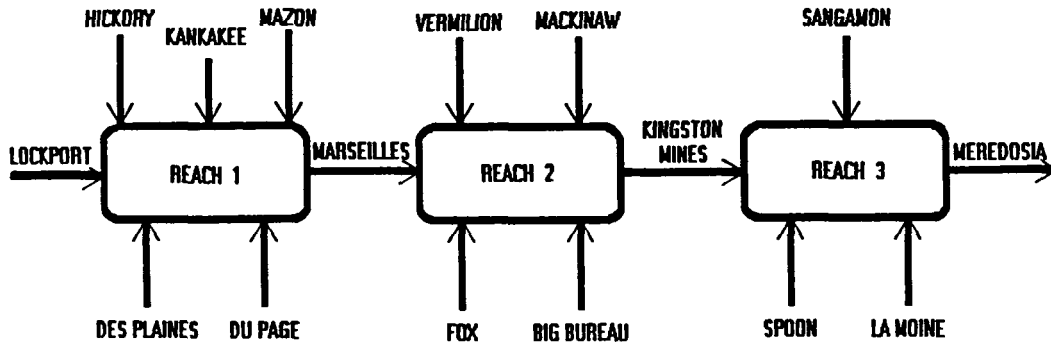 HICKORY
KANKAKEE
MAZON
VERMILION
MACKINAW
SANGAMON
LOCKPORT
REACH 1
MARSEILLES
REACH 2
KINGSTON
MINES
REACH 3
MEREDOSIA
DES PLAINES
DU PAGE
FOX
BIG BUREAU
SPOON
LA MOINE